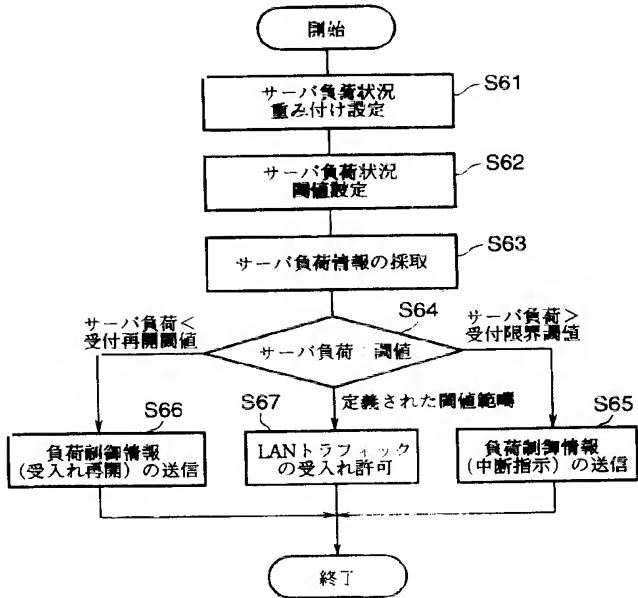 開始
サーバ負荷状況
重み付け設定
S61
サーバ負荷状況
閾値設定
S62
サーバ負荷情報の採取
S63
サーバ負荷<
受付再開閾値
S64
サーバ負荷>
受付限界閾値
サーバ負荷:閾値
定義された閾値範疇
S66
負荷制御情報
(受入れ再開)の送信
S67
LANトラフィック
の受入れ許可
S65
負荷制御情報
(中断指示)の送信
終了